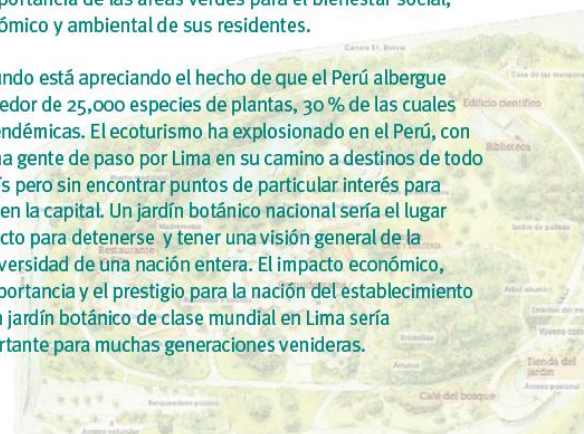 portancia de las áreas verdes para el bienestar social,
ómico y ambiental de sus residentes.
undo está apreciando el hecho de que el Perú albergue
edor de 25,000 especies de plantas, 30 % de las cuales
endémicas. El ecoturismo ha explosionado en el Perú, con
ha gente de paso por Lima en su camino a destinos de todo
ís pero sin encontrar puntos de particular interés para
en la capital. Un jardín botánico nacional sería el lugar
cto para detenerse y tener una visión general de la
versidad de una nación entera. El impacto económico,
portancia y el prestigio para la nación del establecimiento
n jardín botánico de clase mundial en Lima sería
rtante para muchas generaciones venideras.
Edificio científico
Biblioteca
Restaurante
Tienda del
jardín
Café del bosque